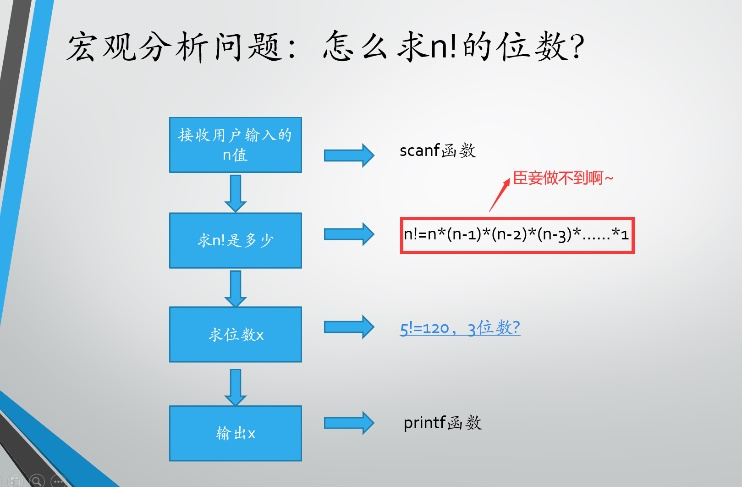 宏观分析问题：怎么求n!的位数?
接收用户输入的
n值
scanf函数
臣妾做不到啊~
求n!是多少
n!=n*(n-1)*(n-2)*(n-3)*……*1
求位数x
5!=120，3位数?
输出x
printf函数